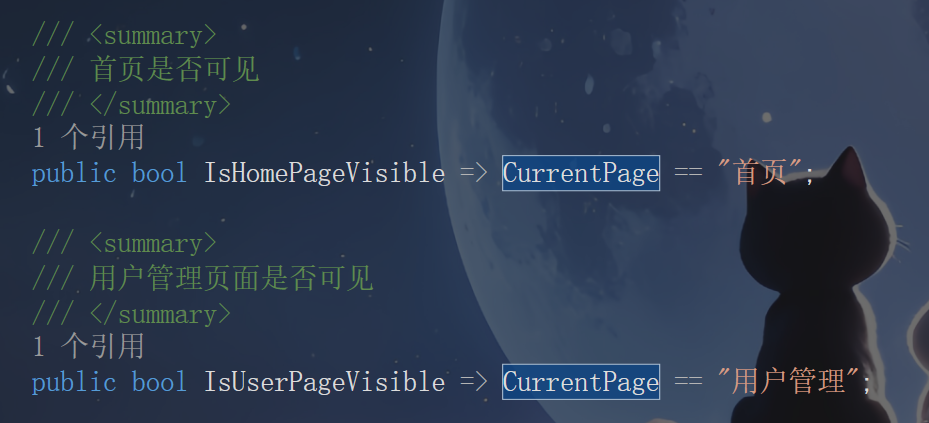 /// <summary>
/// 首页是否可见
/// </summary>
1 个引用
public bool IsHomePageVisible => CurrentPage == "首页";
/// <summary>
/// 用户管理页面是否可见
/// </summary>
1 个引用
public bool IsUserPageVisible => CurrentPage == "用户管理";